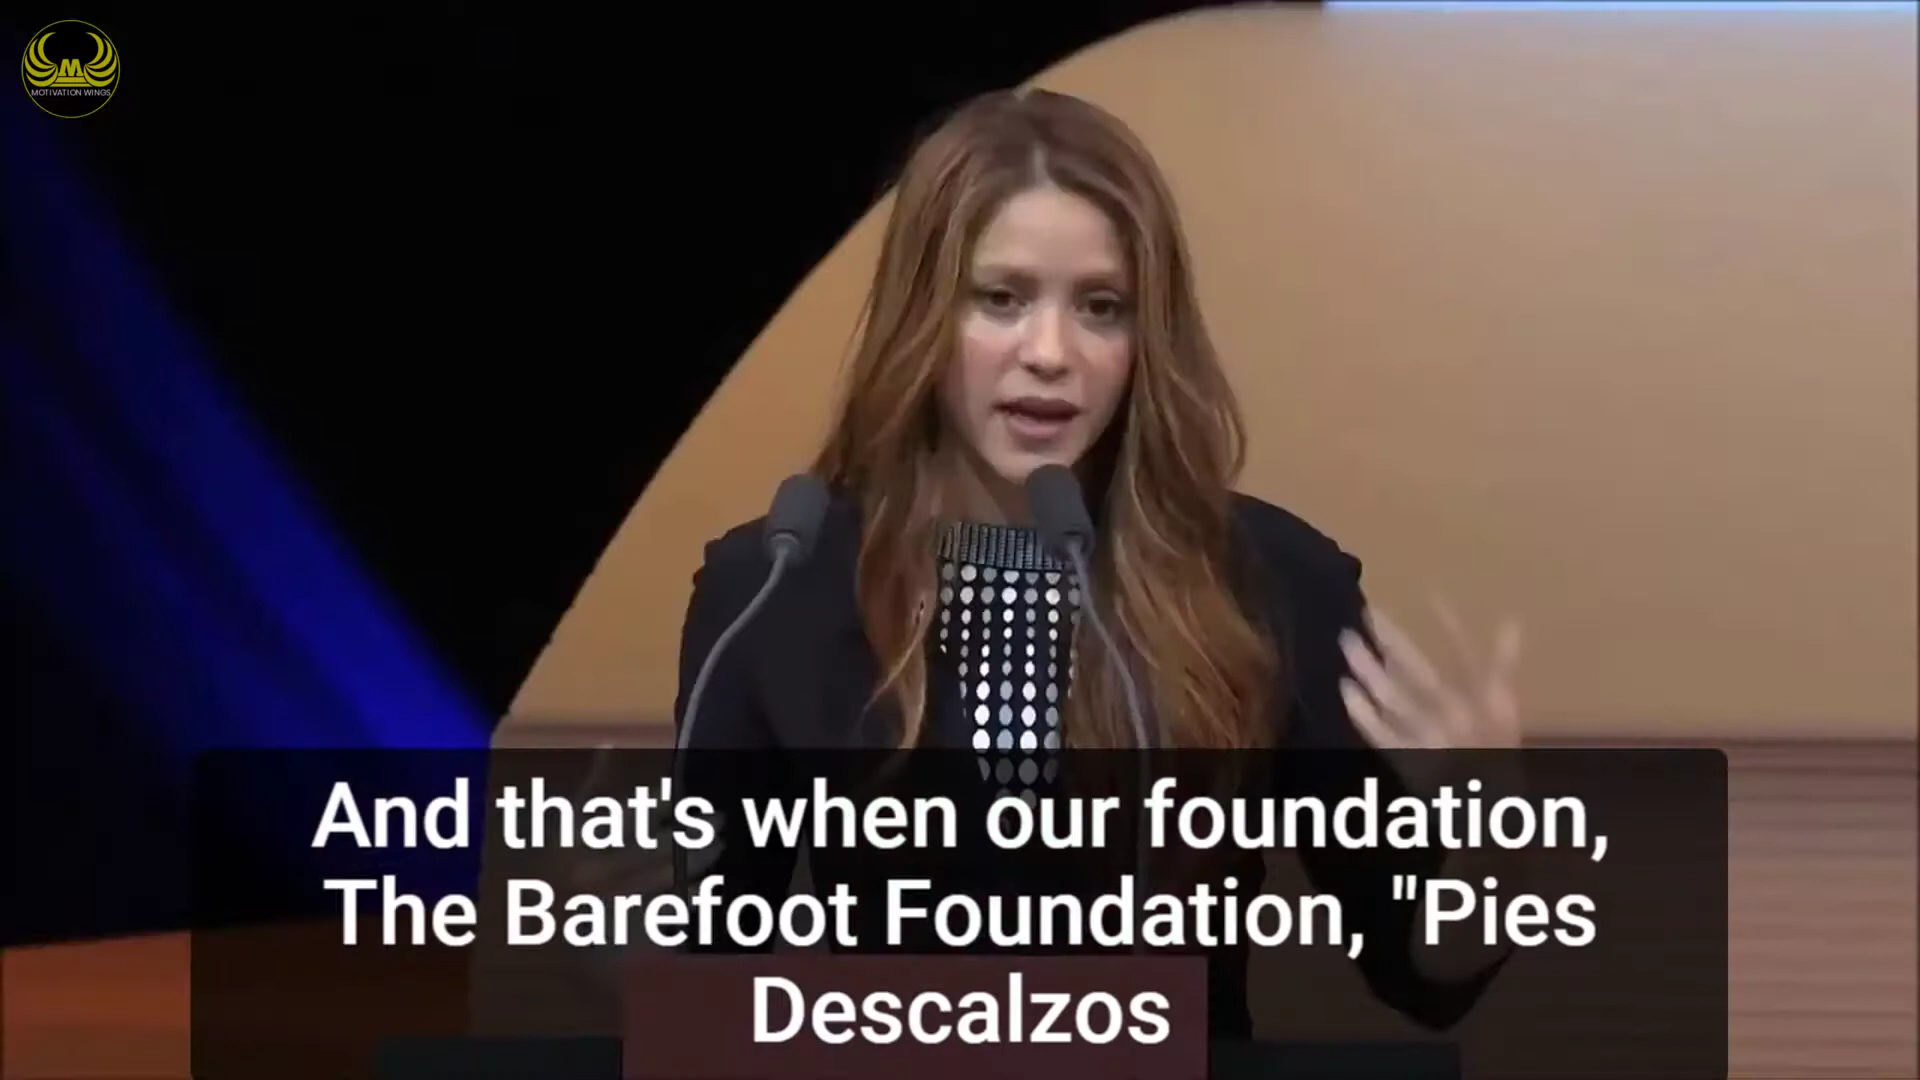 M
MOTIVATION WINGS
And that's when our foundation,
The Barefoot Foundation, "Pies
Descalzos